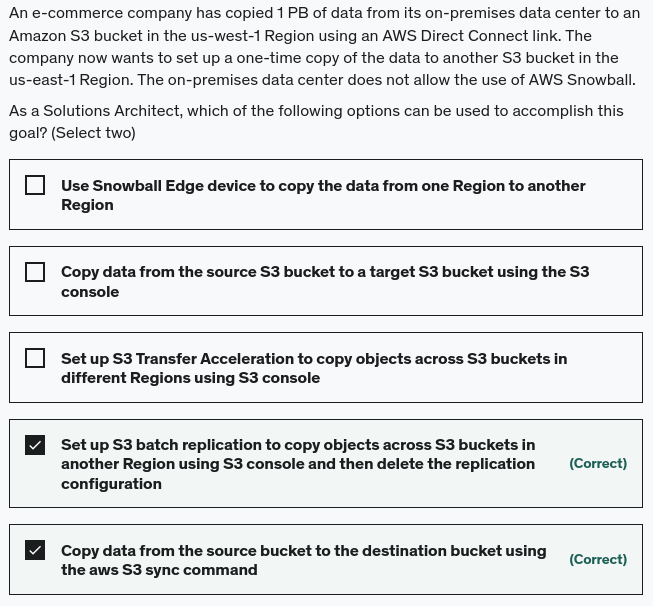 An e-commerce company has copied 1 PB of data from its on-premises data center to an
Amazon S3 bucket in the us-west-1 Region using an AWS Direct Connect link. The
company now wants to set up a one-time copy of the data to another S3 bucket in the
us-east-1 Region. The on-premises data center does not allow the use of AWS Snowball.
As a Solutions Architect, which of the following options can be used to accomplish this
goal? (Select two)
Use Snowball Edge device to copy the data from one Region to another
Region
Copy data from the source S3 bucket to a target S3 bucket using the S3
console
Set up S3 Transfer Acceleration to copy objects across S3 buckets in
different Regions using S3 console
Set up S3 batch replication to copy objects across S3 buckets in
another Region using S3 console and then delete the replication
configuration
(Correct)
Copy data from the source bucket to the destination bucket using
the aws S3 sync command
(Correct)